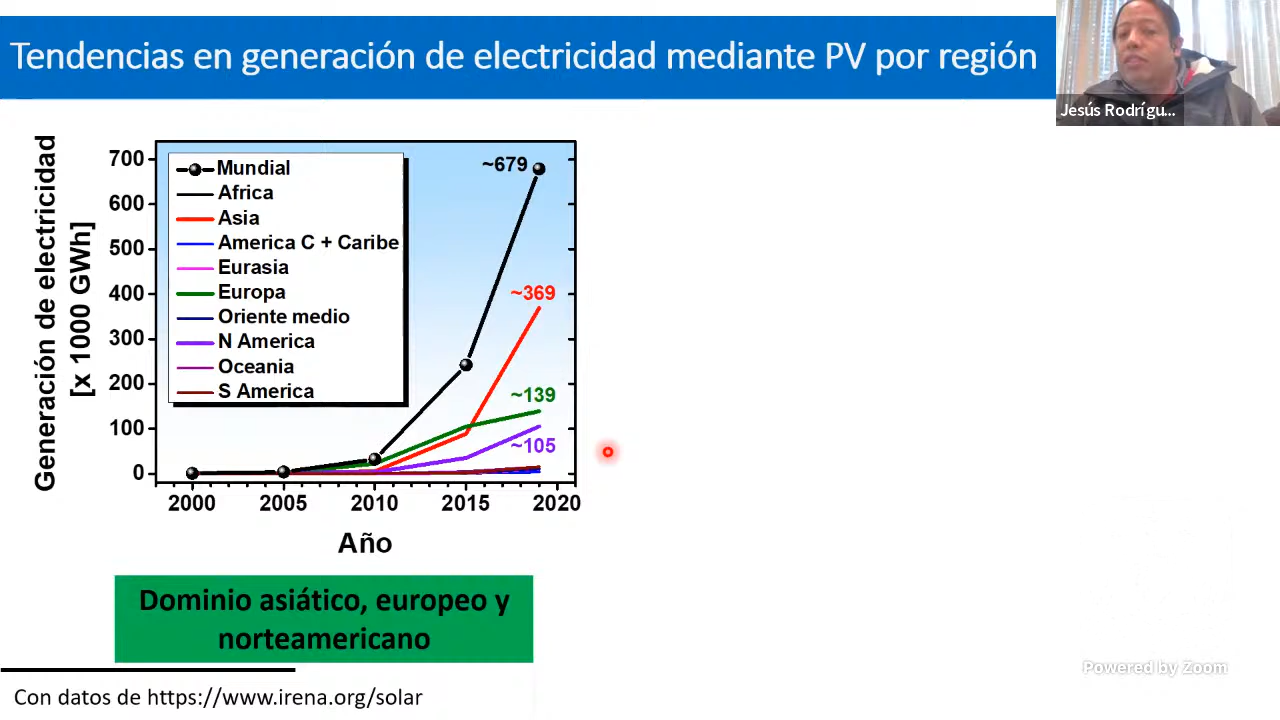 Tendencias en generación de electricidad mediante PV por región
Jesús Rodrígu...
Generación de electricidad
[x 1000 GWh]
700
600
500
400
300
200
100
0
Mundial
Africa
Asia
America C + Caribe
Eurasia
Europa
Oriente medio
N America
Oceania
S America
~679
~369
~139
~105
2000 2005 2010 2015 2020
Año
Dominio asiático, europeo y
norteamericano
Con datos de https://www.irena.org/solar
Powered by Zoom